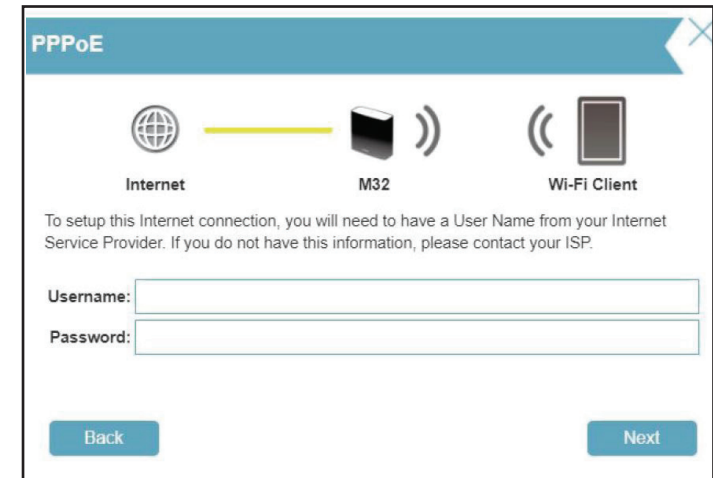 PPPoE
Internet M32 Wi-Fi Client
To setup this Internet connection, you will need to have a User Name from your Internet
Service Provider. If you do not have this information, please contact your ISP.
Username:
Password:
Back Next